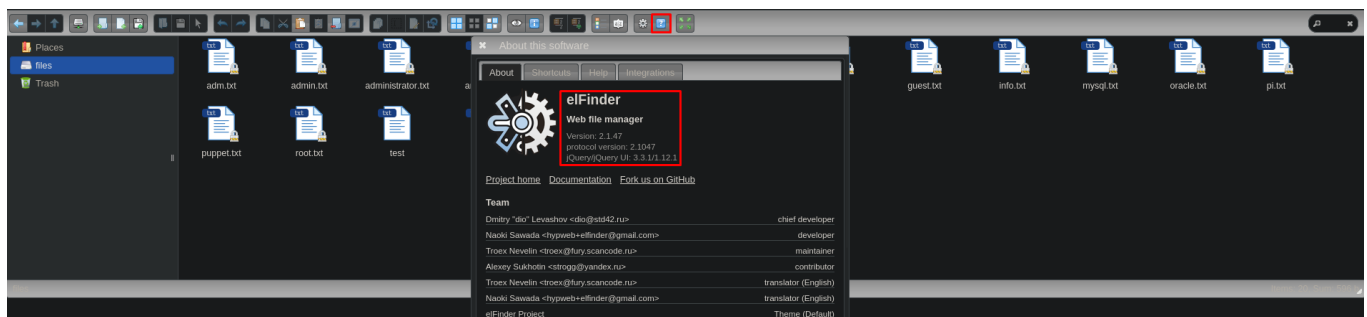 Places
files
Trash
adm.txt
admin.txt
administrator.txt
guest.txt
info.txt
mysql.txt
oracle.txt
pi.txt
puppet.txt
root.txt
test
About this software
About
Shortcuts
Help
Integrations
elFinder
Web file manager
Version: 2.1.47
protocol version: 2.1047
jQuery/jQuery UI: 3.3.1/1.12.1
Project home Documentation Fork us on GitHub
Team
Dmitry "dio" Levashov <dio@std42.ru> chief developer
Naoki Sawada <hypweb+elfinder@gmail.com> developer
Troex Nevelin <troex@fury.scancode.ru> maintainer
Alexey Sukhotin <strogg@yandex.ru> contributor
Troex Nevelin <troex@fury.scancode.ru> translator (English)
Naoki Sawada <hypweb+elfinder@gmail.com> translator (English)
elFinder Project Theme (Default)